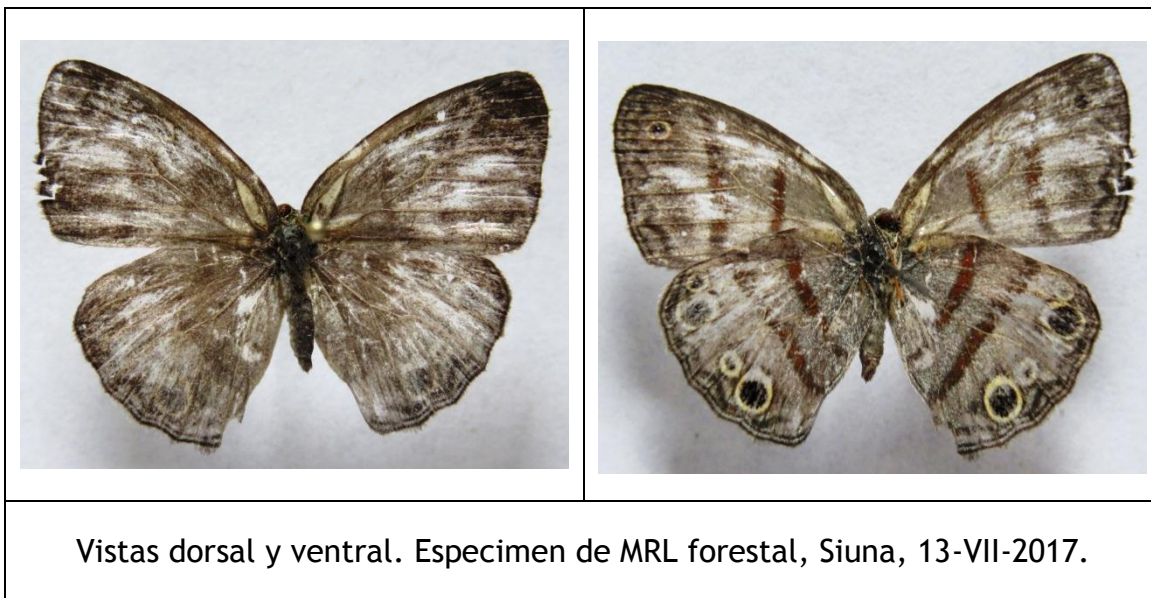 Vistas dorsal y ventral. Especimen de MRL forestal, Siuna, 13-VII-2017.